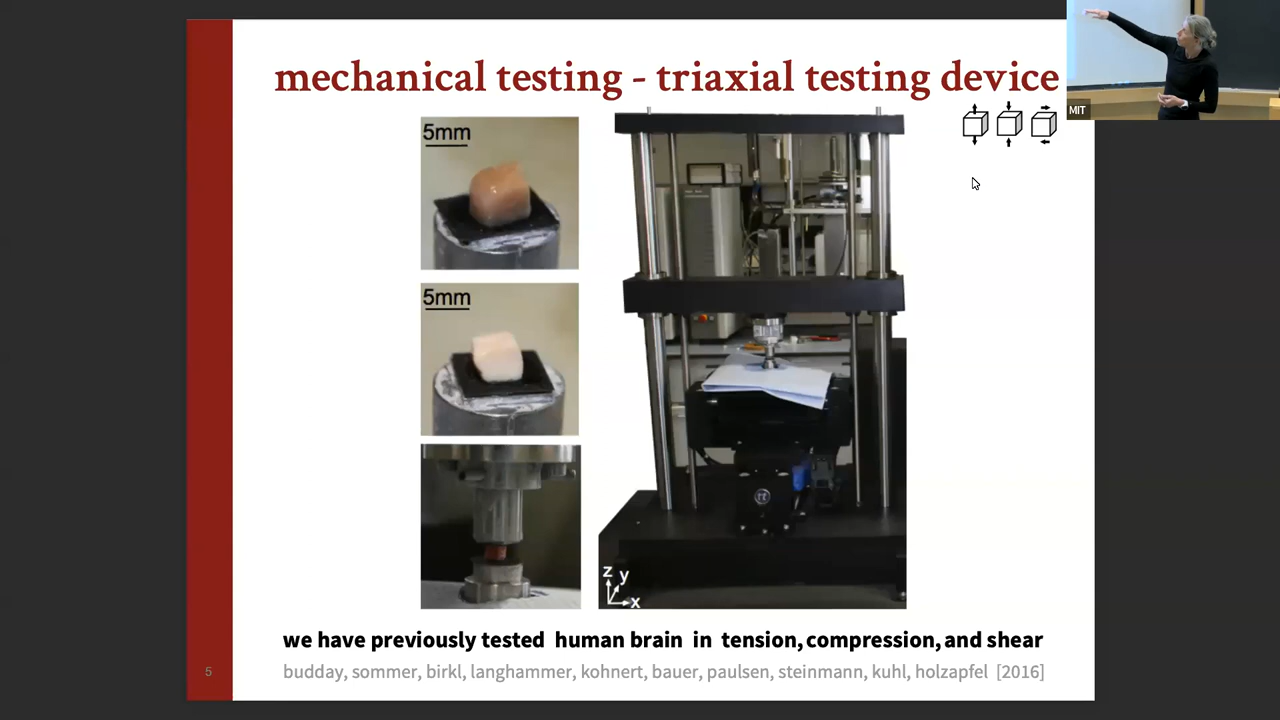 mechanical testing - triaxial testing device
MIT
5mm
5mm
z y
x
we have previously tested human brain in tension, compression, and shear
budday, sommer, birkl, langhammer, kohnert, bauer, paulsen, steinmann, kuhl, holzapfel [2016]
5